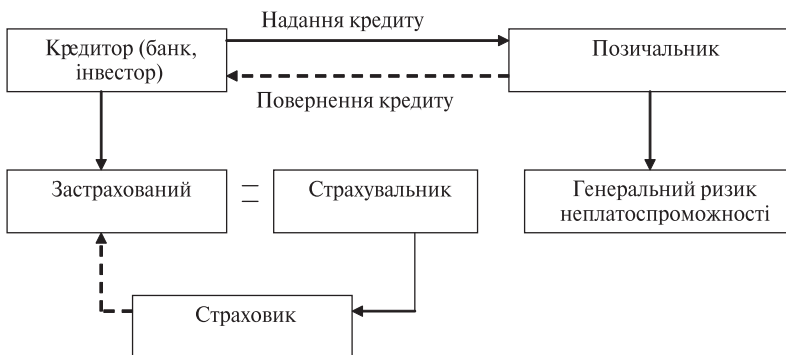 Надання кредиту
Кредитор (банк,
інвестор)
Позичальник
Повернення кредиту
Застрахований
=
Страхувальник
Генеральний ризик
неплатоспроможності
Страховик